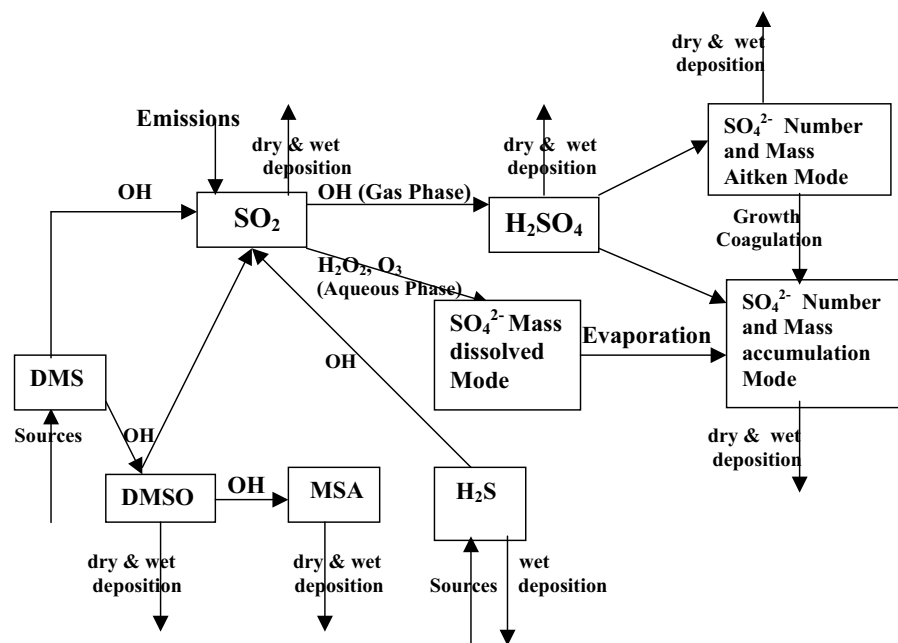 dry & wet
deposition
Emissions
dry & wet
deposition
dry & wet
deposition
SO₄²⁻ Number
and Mass
Aitken Mode
OH
OH (Gas Phase)
SO₂
H₂SO₄
Growth
Coagulation
H₂O₂, O₃
(Aqueous Phase)
SO₄²⁻ Mass
dissolved
Mode
Evaporation
SO₄²⁻ Number
and Mass
accumulation
Mode
OH
DMS
Sources
OH
dry & wet
deposition
DMSO
OH
MSA
H₂S
dry & wet
deposition
dry & wet
deposition
Sources
wet
deposition